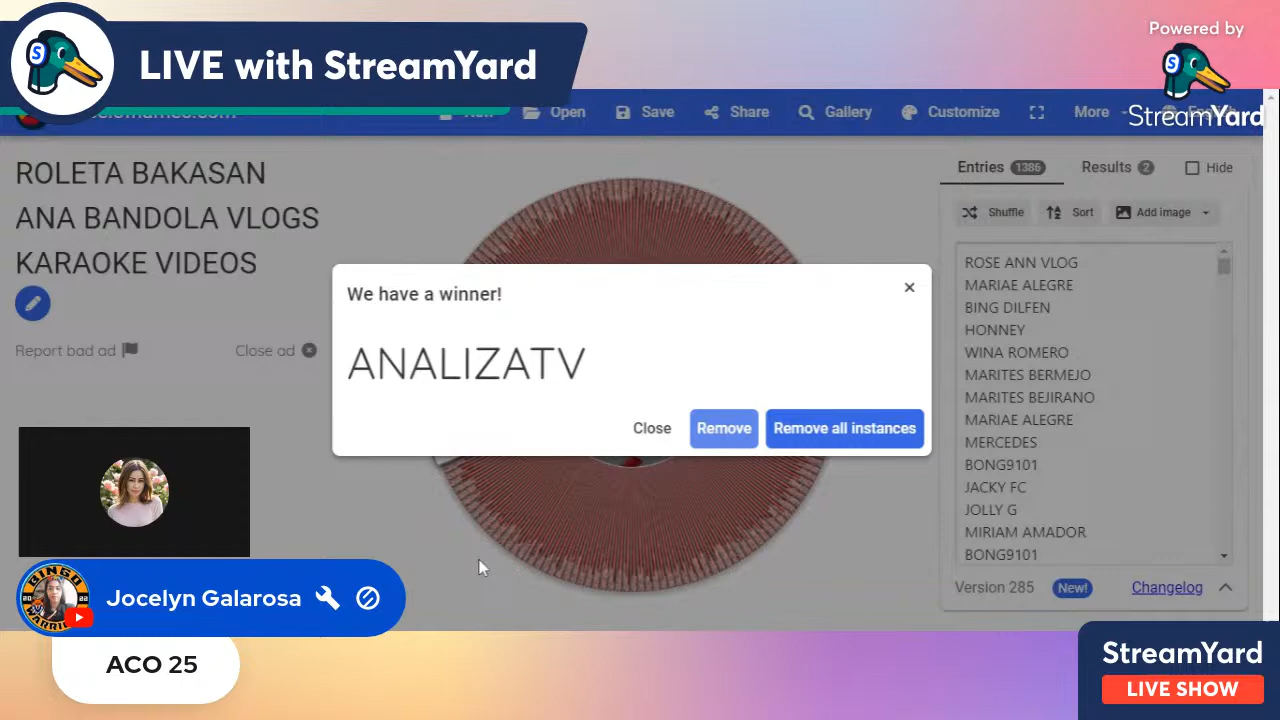 LIVE with StreamYard
Powered by
StreamYard
Open
Save
Share
Gallery
Customize
More
ROLETA BAKASAN
ANA BANDOLA VLOGS
KARAOKE VIDEOS
Report bad ad
Close ad
Entries 1386
Results 2
Hide
Shuffle
Sort
Add image
ROSE ANN VLOG
MARIAE ALEGRE
BING DILFEN
HONNEY
WINA ROMERO
MARITES BERMEJO
MARITES BEJIRANO
MARIAE ALEGRE
MERCEDES
BONG9101
JACKY FC
JOLLY G
MIRIAM AMADOR
BONG9101
Version 285
New!
Changelog
We have a winner!
ANALIZATV
Close
Remove
Remove all instances
BINGO
Jocelyn Galarosa
ACO 25
StreamYard
LIVE SHOW